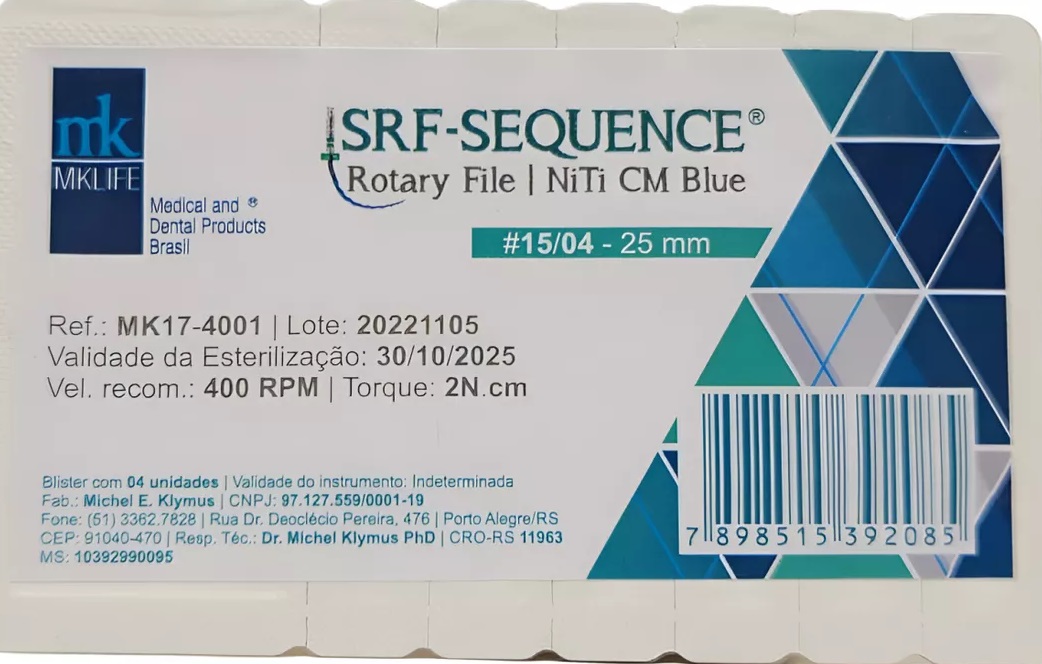 mk
MKLIFE
Medical and ®
Dental Products
Brasil
SRF-SEQUENCE®
Rotary File | NiTi CM Blue
#15/04 - 25 mm
Ref.: MK17-4001 | Lote: 20221105
Validade da Esterilização: 30/10/2025
Vel. recom.: 400 RPM | Torque: 2N.cm
Blister com 04 unidades | Validade do instrumento: Indeterminada
Fab.: Michel E. Klymus | CNPJ: 97.127.559/0001-19
Fone: (51) 3362.7828 | Rua Dr. Deoclécio Pereira, 476 | Porto Alegre/RS
CEP: 91040-470 | Resp. Téc.: Dr. Michel Klymus PhD | CRO-RS 11963
MS: 10392990095
7 898515 392085